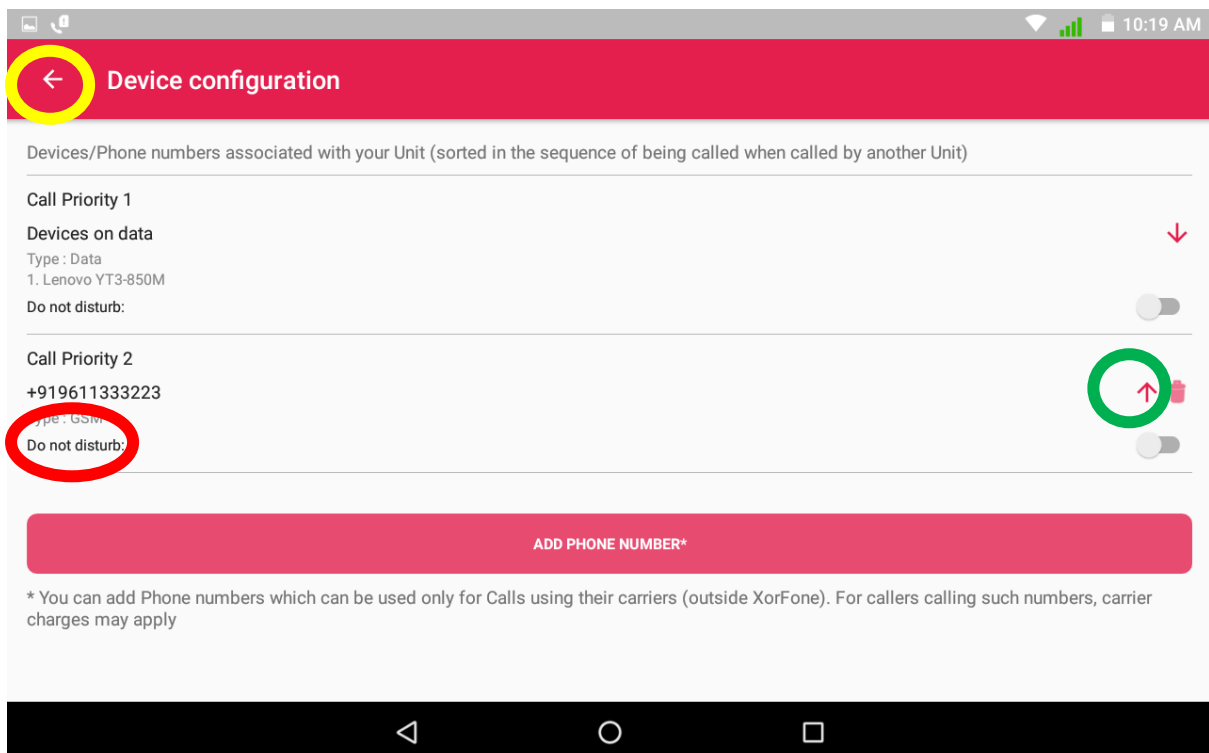 10:19 AM
Device configuration
Devices/Phone numbers associated with your Unit (sorted in the sequence of being called when called by another Unit)
Call Priority 1
Devices on data
Type : Data
1. Lenovo YT3-850M
Do not disturb:
Call Priority 2
+919611333223
Type : GSM
Do not disturb:
ADD PHONE NUMBER*
* You can add Phone numbers which can be used only for Calls using their carriers (outside XorFone). For callers calling such numbers, carrier
charges may apply